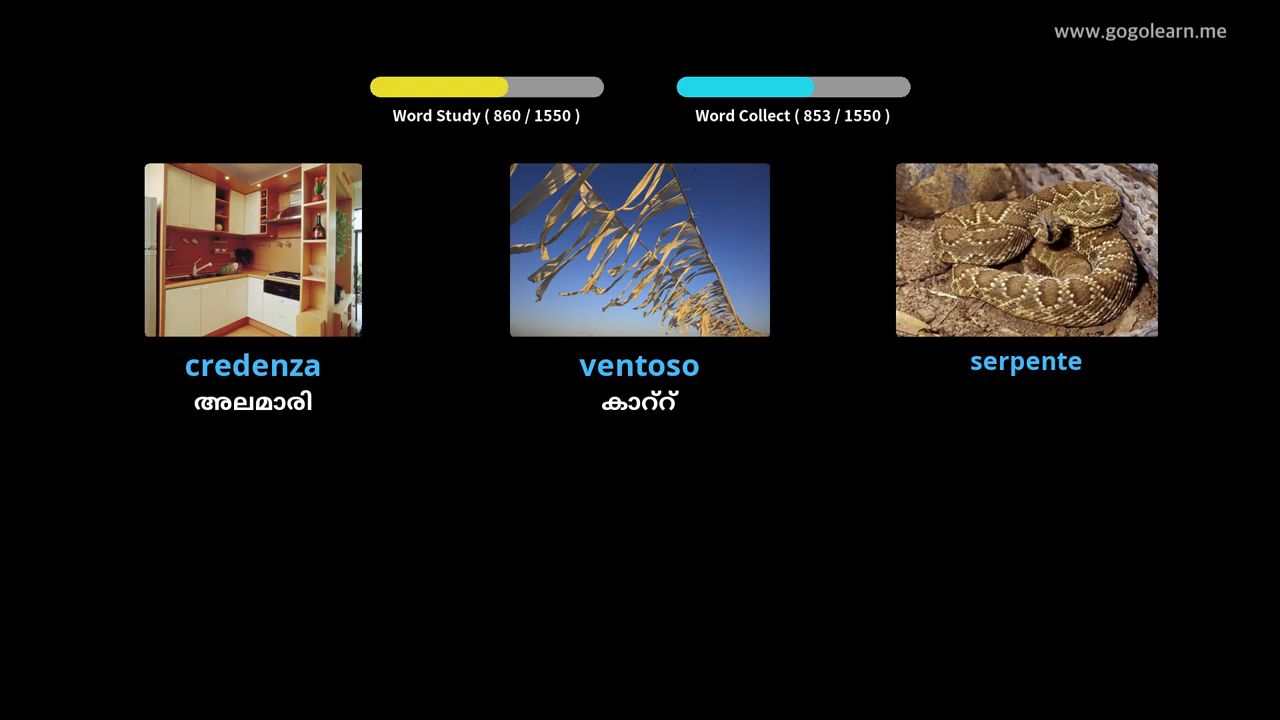 www.gogolearn.me
Word Study ( 860 / 1550 )
Word Collect ( 853 / 1550 )
credenza
ventoso
serpente
അലമാരി
കാറ്റ്